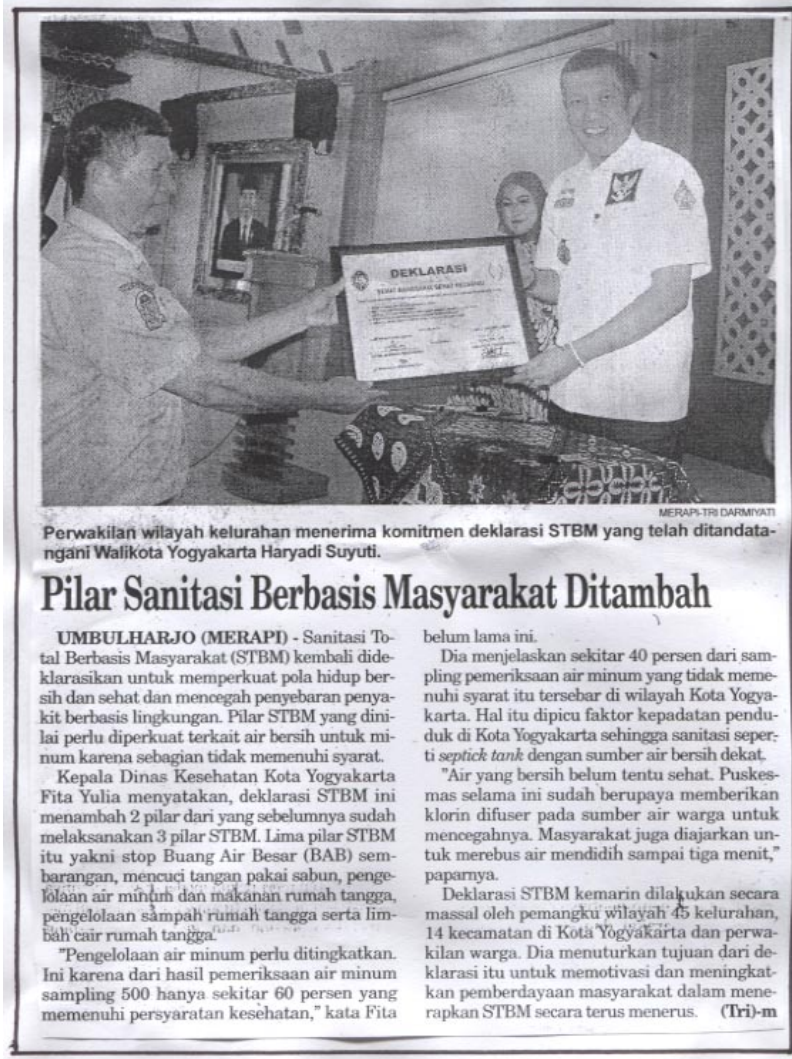 DEKLARASI
MERAPI-TRI DARMIYATI
Perwakilan wilayah kelurahan menerima komitmen deklarasi STBM yang telah ditandata-
ngani Walikota Yogyakarta Haryadi Suyuti.
Pilar Sanitasi Berbasis Masyarakat Ditambah
UMBULHARJO (MERAPI) - Sanitasi To-
tal Berbasis Masyarakat (STBM) kembali dide-
klarasikan untuk memperkuat pola hidup ber-
sih dan sehat dan mencegah penyebaran penya-
kit berbasis lingkungan. Pilar STBM yang dini-
lai perlu diperkuat terkait air bersih untuk mi-
num karena sebagian tidak memenuhi syarat.
Kepala Dinas Kesehatan Kota Yogyakarta
Fita Yulia menyatakan, deklarasi STBM ini
menambah 2 pilar dari yang sebelumnya sudah
melaksanakan 3 pilar STBM. Lima pilar STBM
itu yakni stop Buang Air Besar (BAB) sem-
barangan, mencuci tangan pakai sabun, penge-
lolaan air minum dan makanan rumah tangga,
pengelolaan sampah rumah tangga serta lim-
bah cair rumah tangga.
"Pengelolaan air minum perlu ditingkatkan.
Ini karena dari hasil pemeriksaan air minum
sampling 500 hanya sekitar 60 persen yang
memenuhi persyaratan kesehatan," kata Fita
belum lama ini.
Dia menjelaskan sekitar 40 persen dari sam-
pling pemeriksaan air minum yang tidak meme-
nuhi syarat itu tersebar di wilayah Kota Yogya-
karta. Hal itu dipicu faktor kepadatan pendu-
duk di Kota Yogyakarta sehingga sanitasi seper-
ti septick tank dengan sumber air bersih dekat.
"Air yang bersih belum tentu sehat. Puskes-
mas selama ini sudah berupaya memberikan
klorin difuser pada sumber air warga untuk
mencegahnya. Masyarakat juga diajarkan un-
tuk merebus air mendidih sampai tiga menit,"
paparnya.
Deklarasi STBM kemarin dilakukan secara
massal oleh pemangku wilayah 45 kelurahan,
14 kecamatan di Kota Yogyakarta dan perwa-
kilan warga. Dia menuturkan tujuan dari de-
klarasi itu untuk memotivasi dan meningkat-
kan pemberdayaan masyarakat dalam mene-
rapkan STBM secara terus menerus. (Tri)-m